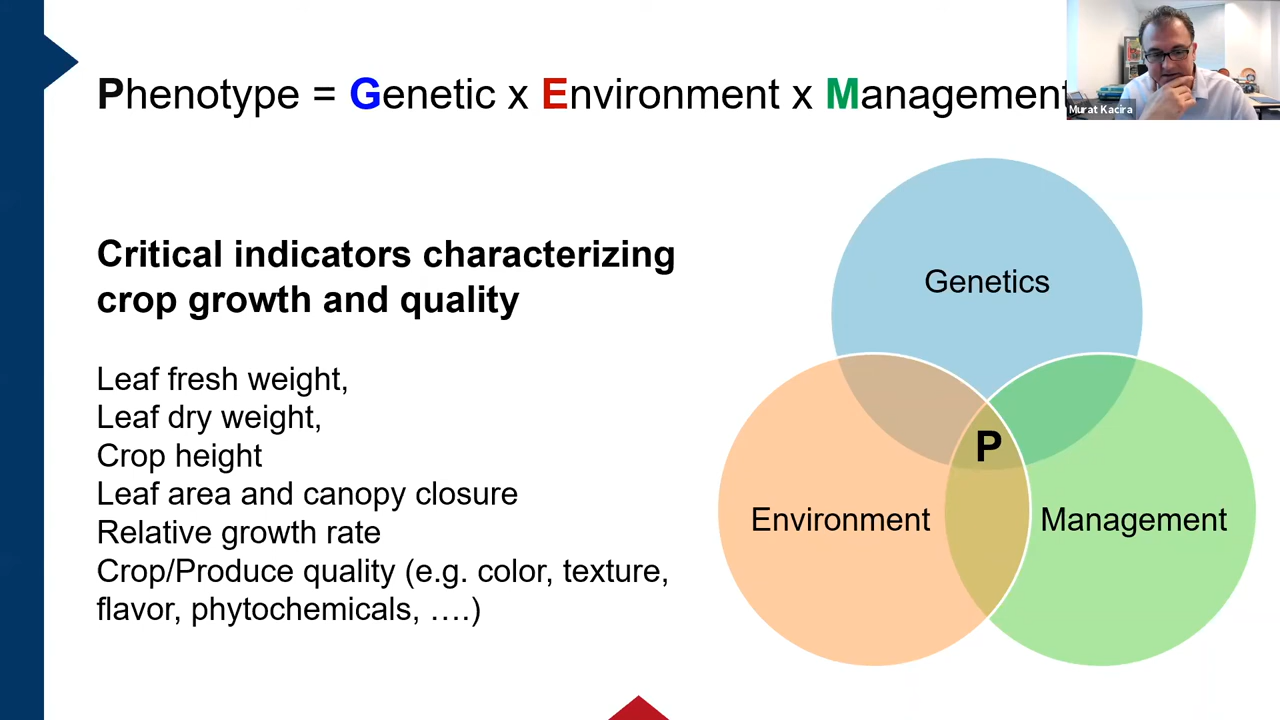 Phenotype = Genetic x Environment x Management
Murat Kacira
Critical indicators characterizing
crop growth and quality
Leaf fresh weight,
Leaf dry weight,
Crop height
Leaf area and canopy closure
Relative growth rate
Crop/Produce quality (e.g. color, texture,
flavor, phytochemicals, ….)
Genetics
P
Environment
Management